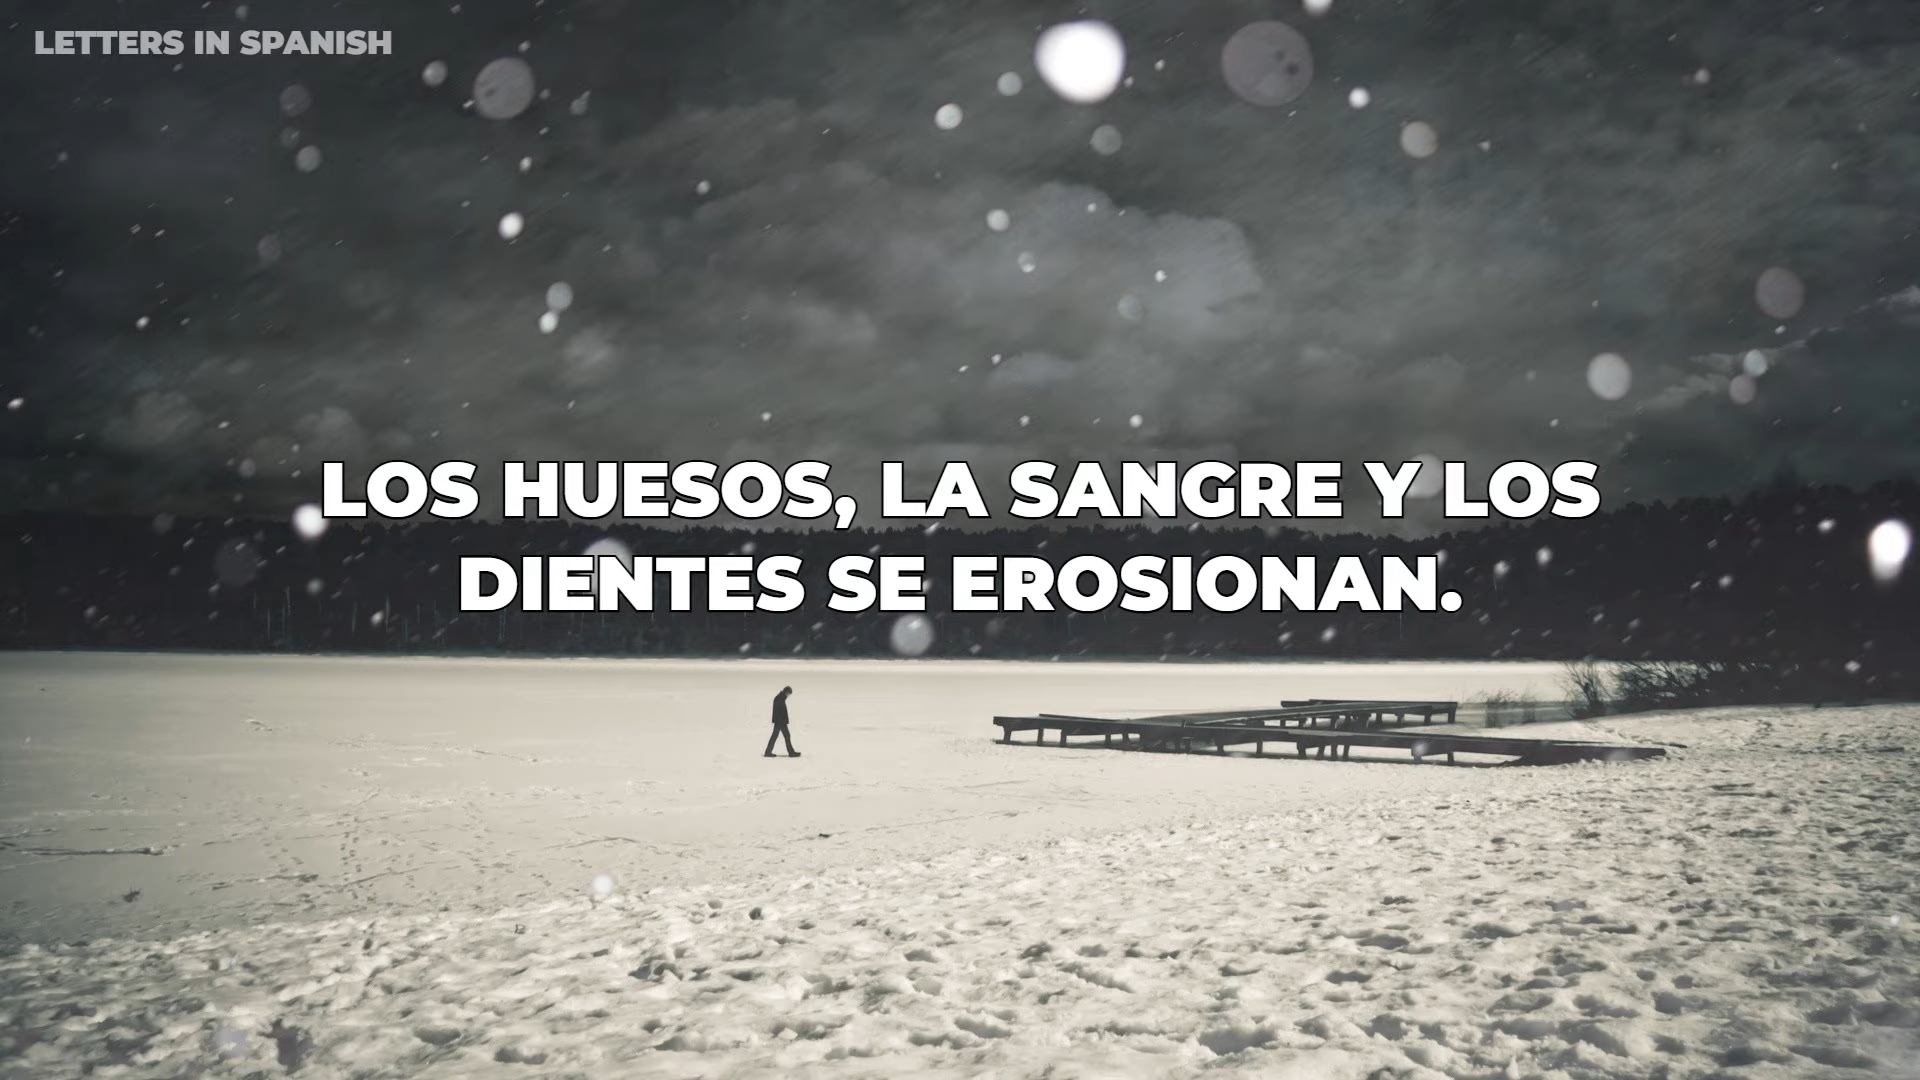 LETTERS IN SPANISH
LOS HUESOS, LA SANGRE Y LOS
DIENTES SE EROSIONAN.